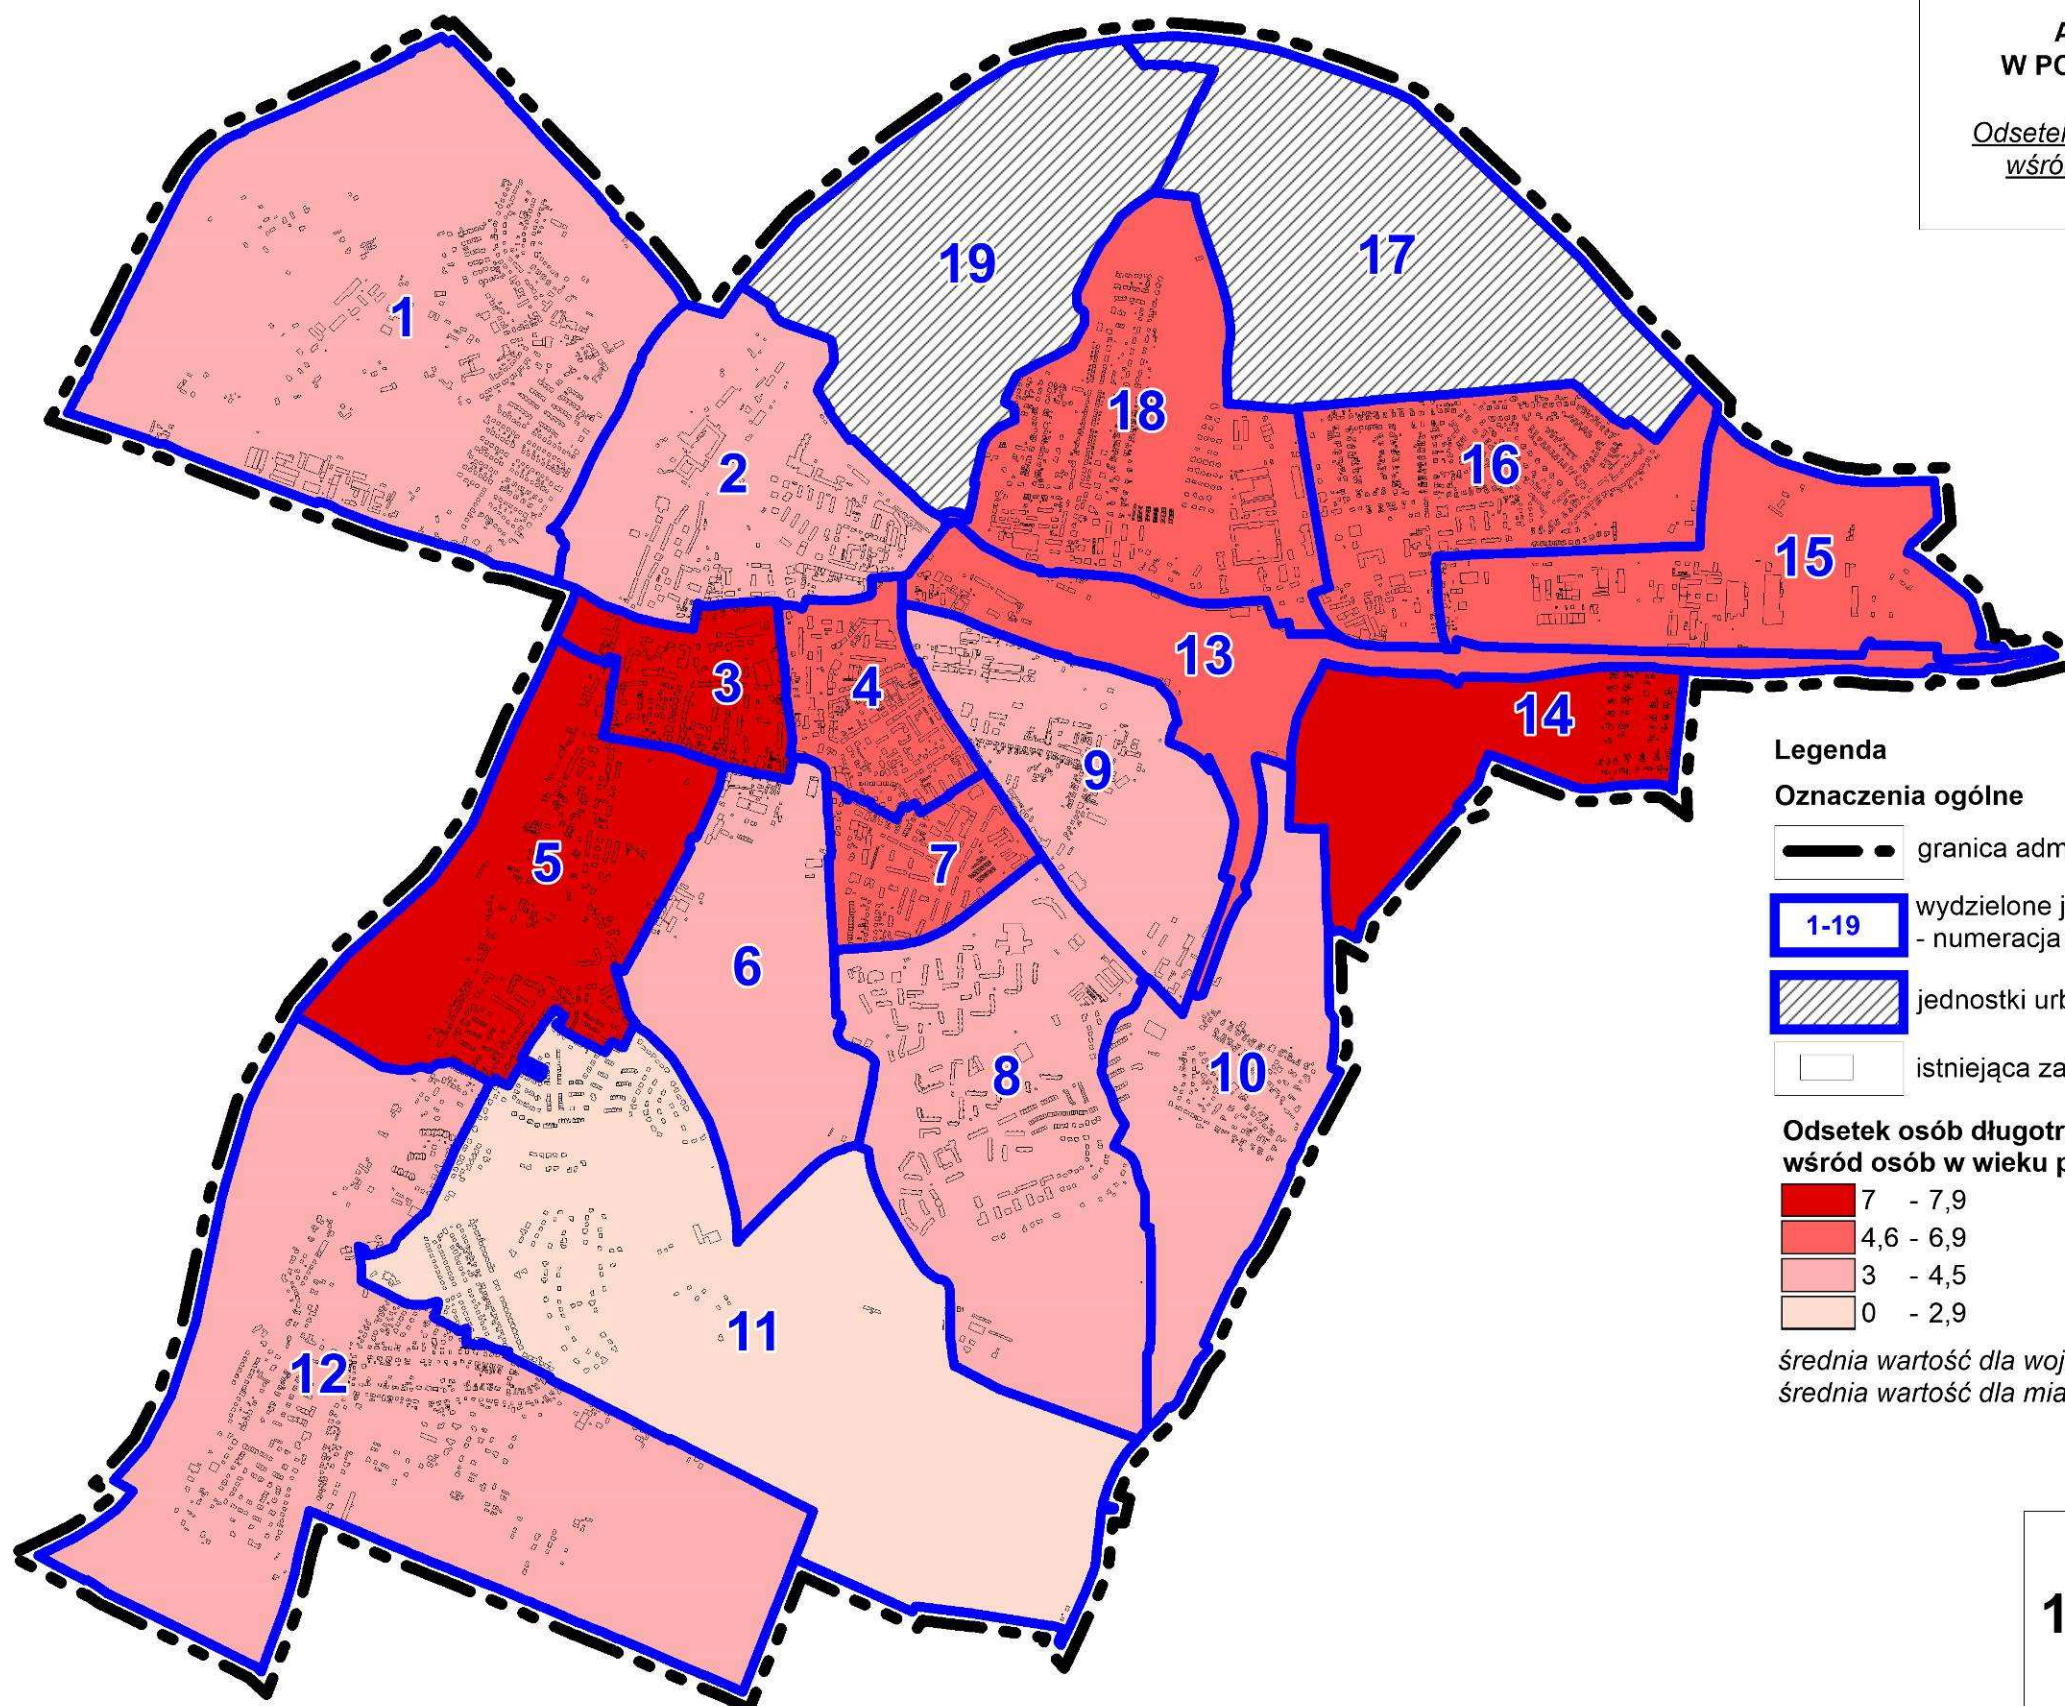 W PO
Odsetek
wśród
19
17
1
18
2
16
15
13
3
4
14
9
Legenda
Oznaczenia ogólne
5
7
granica adm
1-19
wydzielone j
- numeracja
6
jednostki urb
8
10
istniejąca za
Odsetek osób długotr
wśród osób w wieku p
7 - 7,9
4,6 - 6,9
3 - 4,5
0 - 2,9
11
12
średnia wartość dla woj
średnia wartość dla mia
1